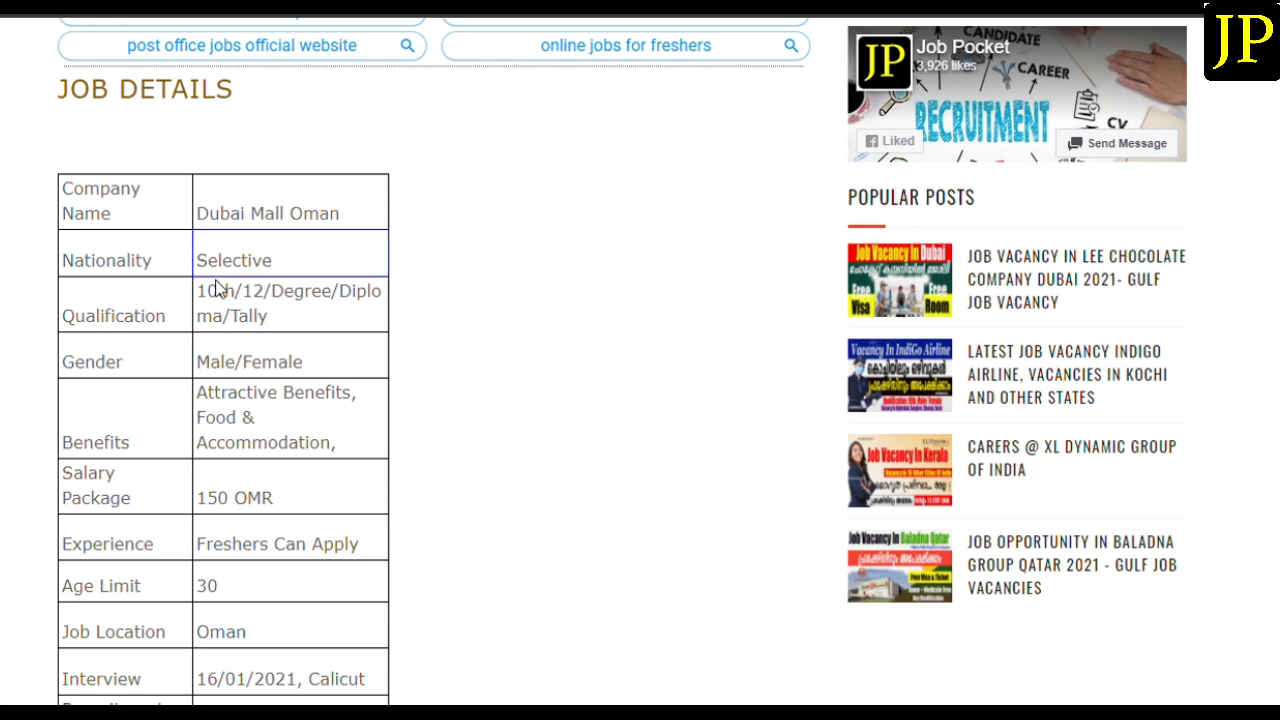 post office jobs official website
online jobs for freshers
JP
JOB DETAILS
Company Name
Dubai Mall Oman
Nationality
Selective
Qualification
10th/12/Degree/Diplo
ma/Tally
Gender
Male/Female
Benefits
Attractive Benefits,
Food &
Accommodation,
Salary
Package
150 OMR
Experience
Freshers Can Apply
Age Limit
30
Job Location
Oman
Interview
16/01/2021, Calicut
JP
Job Pocket
3,926 likes
CANDIDATE
CAREER
RECRUITMENT
CV
Liked
Send Message
POPULAR POSTS
Job Vacancy In Dubai
Free
Visa
Free
Room
JOB VACANCY IN LEE CHOCOLATE
COMPANY DUBAI 2021- GULF
JOB VACANCY
Vacancy In IndiGo Airline
LATEST JOB VACANCY INDIGO
AIRLINE, VACANCIES IN KOCHI
AND OTHER STATES
Job Vacancy In Kerala
CARERS @ XL DYNAMIC GROUP
OF INDIA
Job Vacancy In Baladna Qatar
Free Visa & Ticket
JOB OPPORTUNITY IN BALADNA
GROUP QATAR 2021 - GULF JOB
VACANCIES